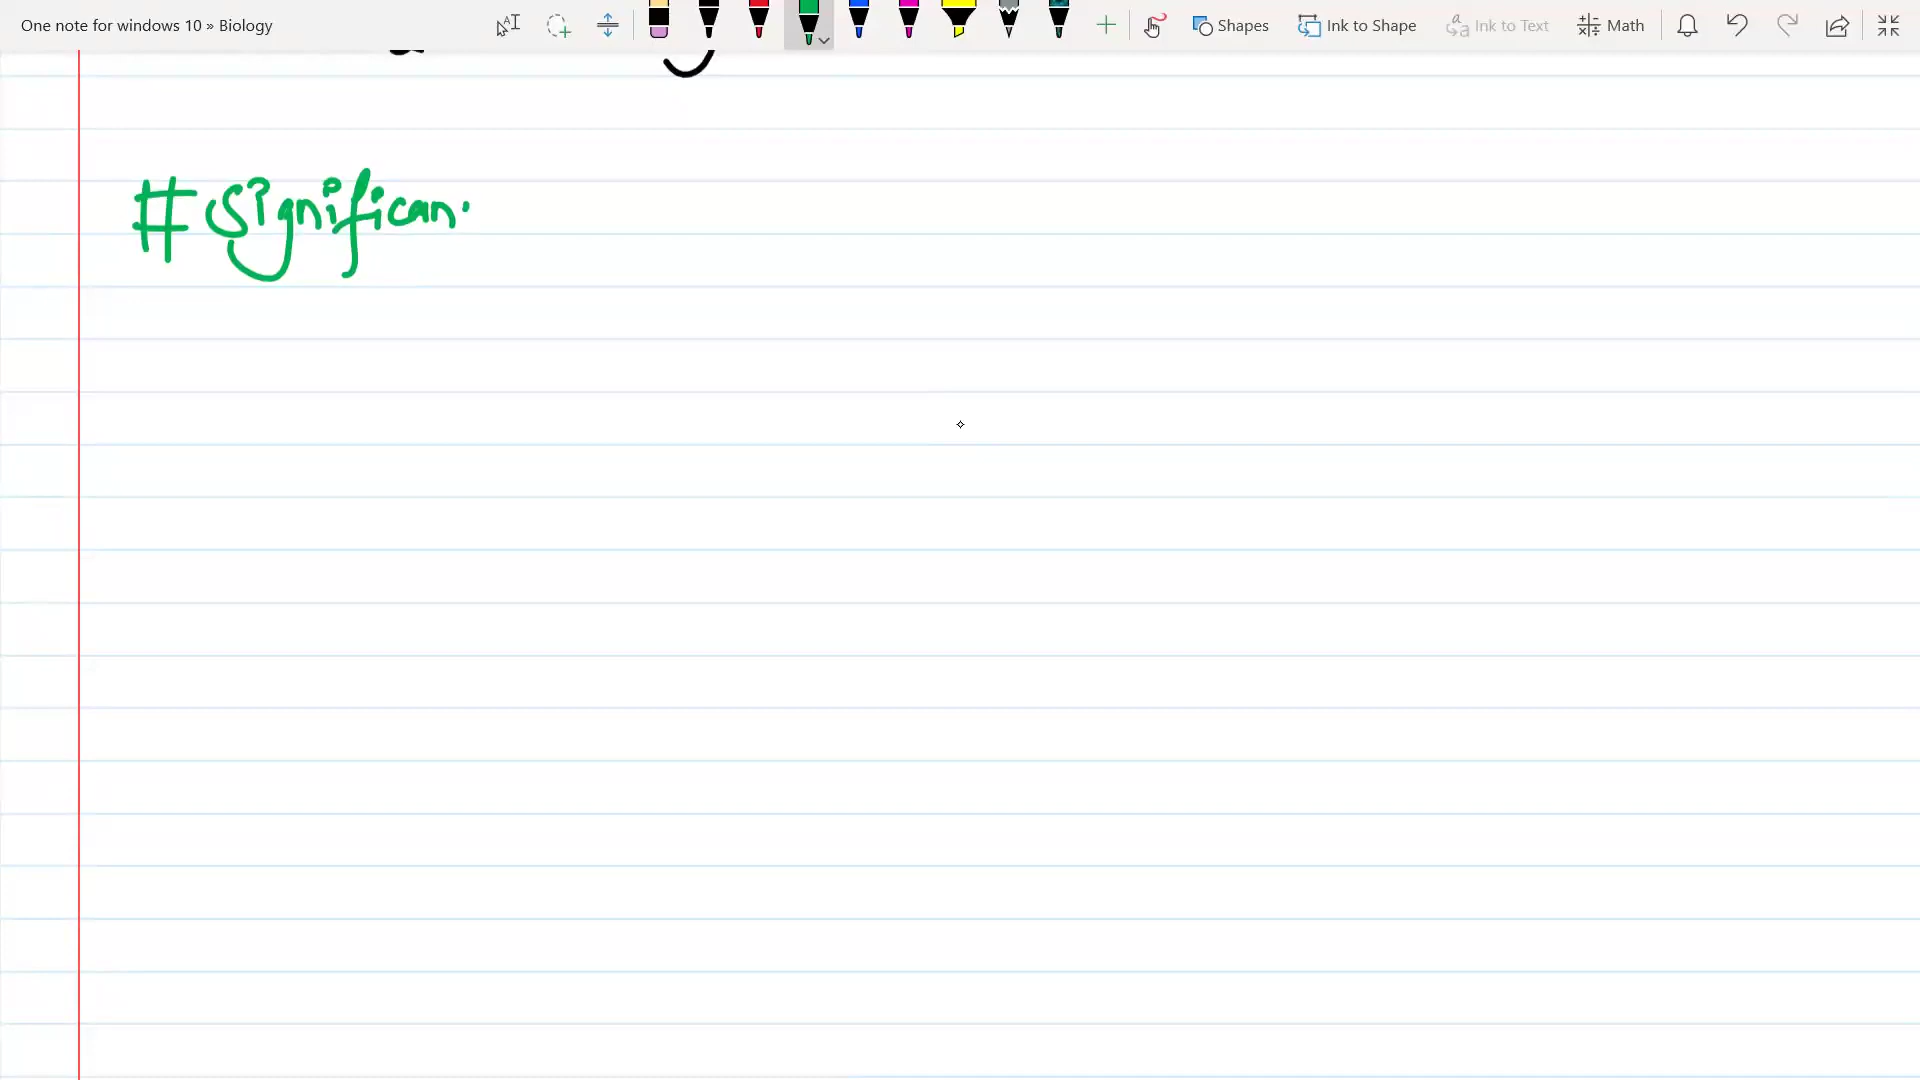 One note for windows 10 » Biology Shapes Ink to Shape Ink to Text Math
#Significan